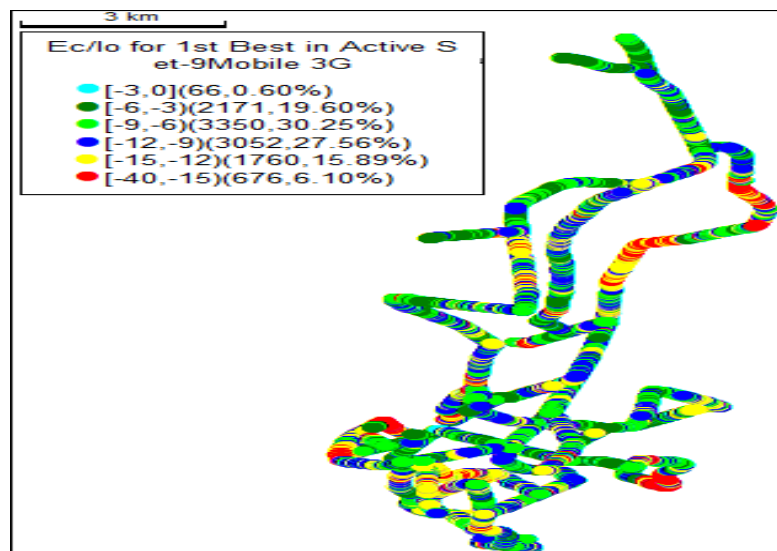 3 km
Ec/Io for 1st Best in Active S
et-9Mobile 3G
[-3,0](66,0.60%)
[-6,-3)(2171,19.60%)
[-9,-6)(3350,30.25%)
[-12,-9)(3052,27.56%)
[-15,-12)(1760,15.89%)
[-40,-15)(676,6.10%)